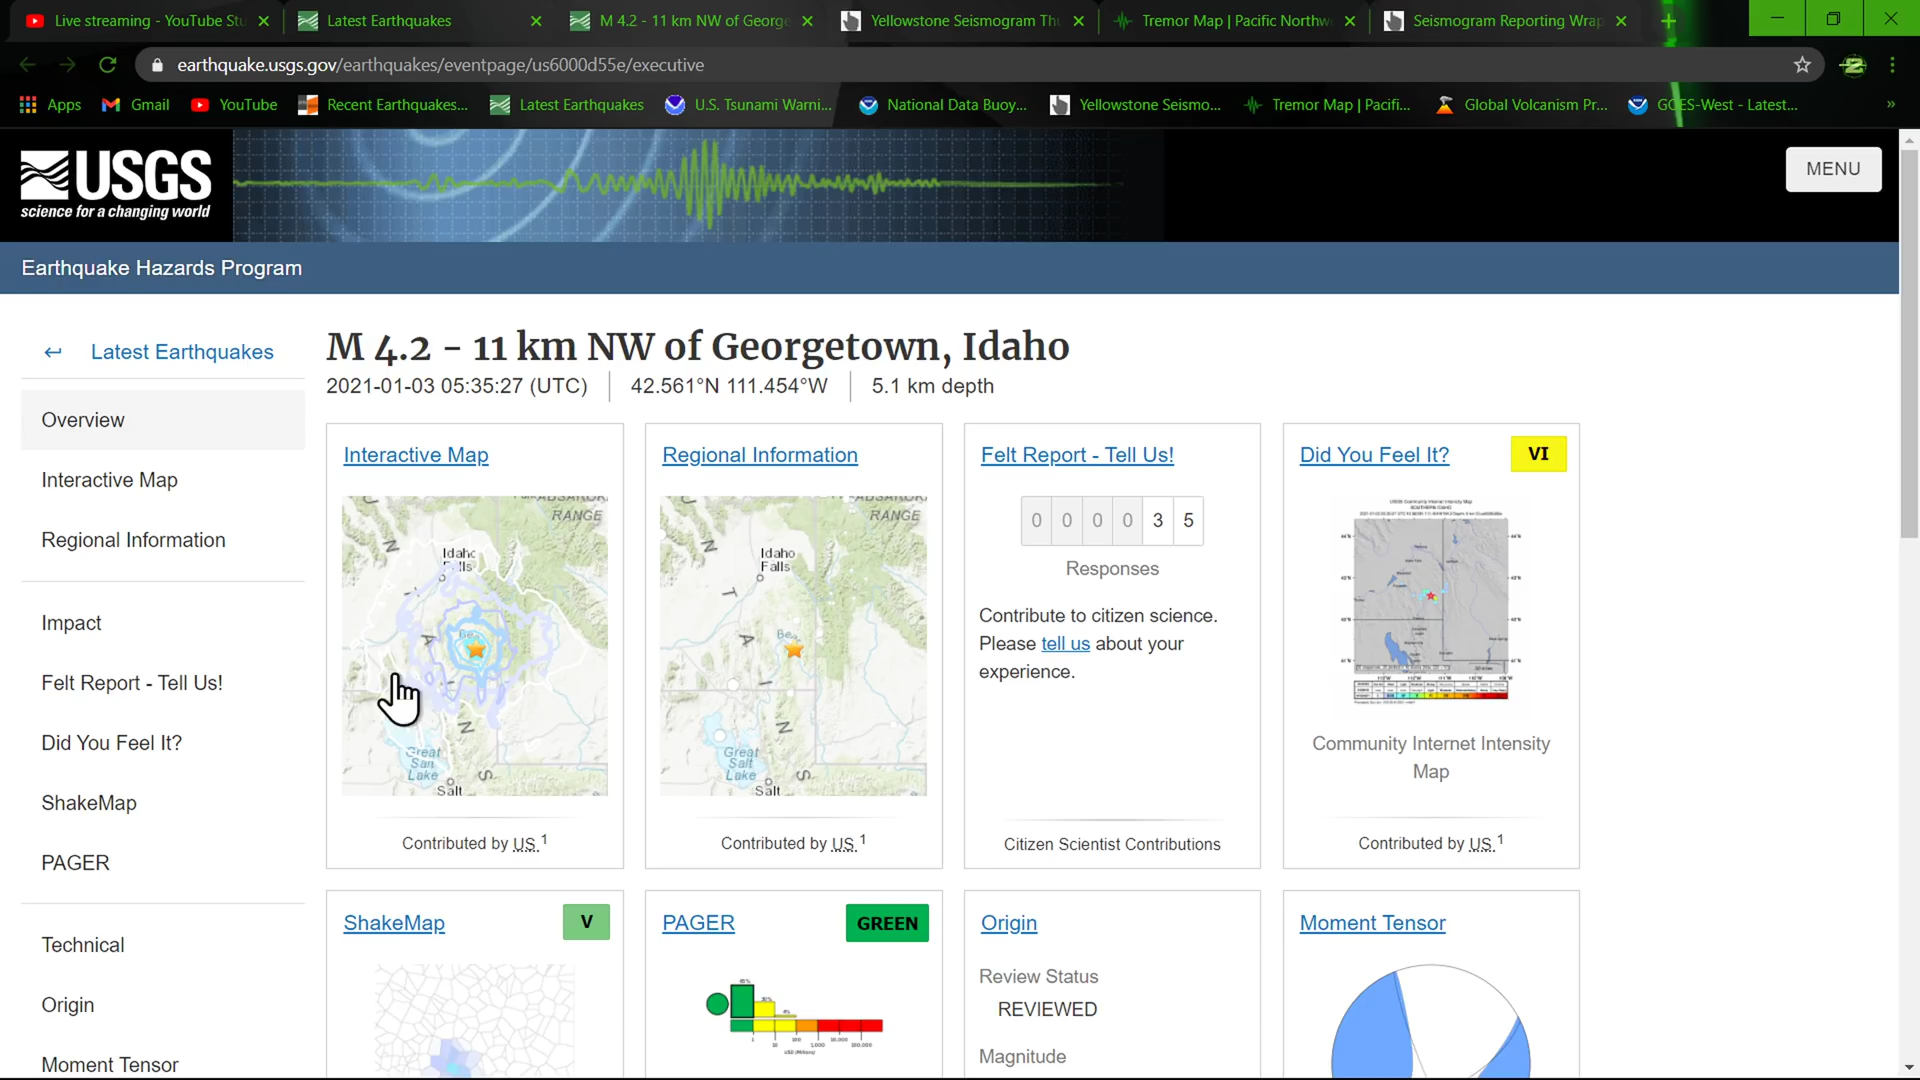 Live streaming - YouTube Stu
Latest Earthquakes
M 4.2 - 11 km NW of George
Yellowstone Seismogram Thu
Tremor Map | Pacific Northw
Seismogram Reporting Wrap
earthquake.usgs.gov/earthquakes/eventpage/us6000d55e/executive
Apps
Gmail
YouTube
Recent Earthquakes...
Latest Earthquakes
U.S. Tsunami Warni...
National Data Buoy...
Yellowstone Seismo...
Tremor Map | Pacifi...
Global Volcanism Pr...
GOES-West - Latest...
USGS
science for a changing world
MENU
Earthquake Hazards Program
Latest Earthquakes
Overview
Interactive Map
Regional Information
Impact
Felt Report - Tell Us!
Did You Feel It?
ShakeMap
PAGER
Technical
Origin
Moment Tensor
M 4.2 - 11 km NW of Georgetown, Idaho
2021-01-03 05:35:27 (UTC)
42.561°N 111.454°W
5.1 km depth
Interactive Map
RANGE
Idaho
Falls
Great
Lake
Salt
Contributed by US 1
Regional Information
RANGE
Idaho
Falls
Great
Salt
Lake
Salt
Contributed by US 1
Felt Report - Tell Us!
0 0 0 0 3 5
Responses
Contribute to citizen science.
Please tell us about your
experience.
Citizen Scientist Contributions
Did You Feel It?
VI
Community Internet Intensity
Map
Contributed by US 1
ShakeMap
V
PAGER
GREEN
Origin
Review Status
REVIEWED
Magnitude
Moment Tensor